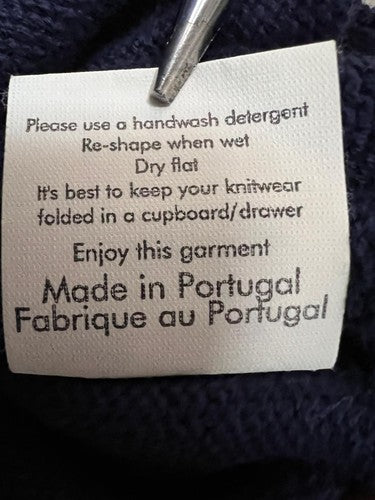 Please use a handwash detergent
Re-shape when wet
Dry flat
It's best to keep your knitwear
folded in a cupboard/drawer
Enjoy this garment
Made in Portugal
Fabrique au Portugal